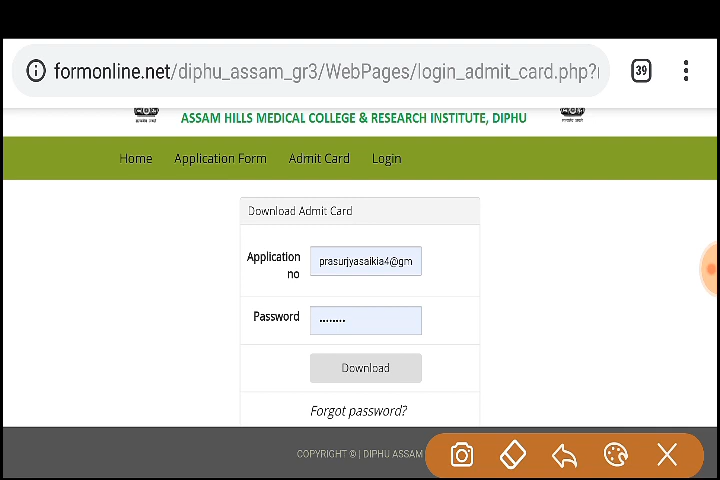 formonline.net/diphu_assam_gr3/WebPages/login_admit_card.php?
39
ASSAM HILLS MEDICAL COLLEGE & RESEARCH INSTITUTE, DIPHU
Home Application Form Admit Card Login
Download Admit Card
Application no
prasurjyasaikia4@gm
Password ........
Download
Forgot password?
COPYRIGHT © | DIPHU ASSAM